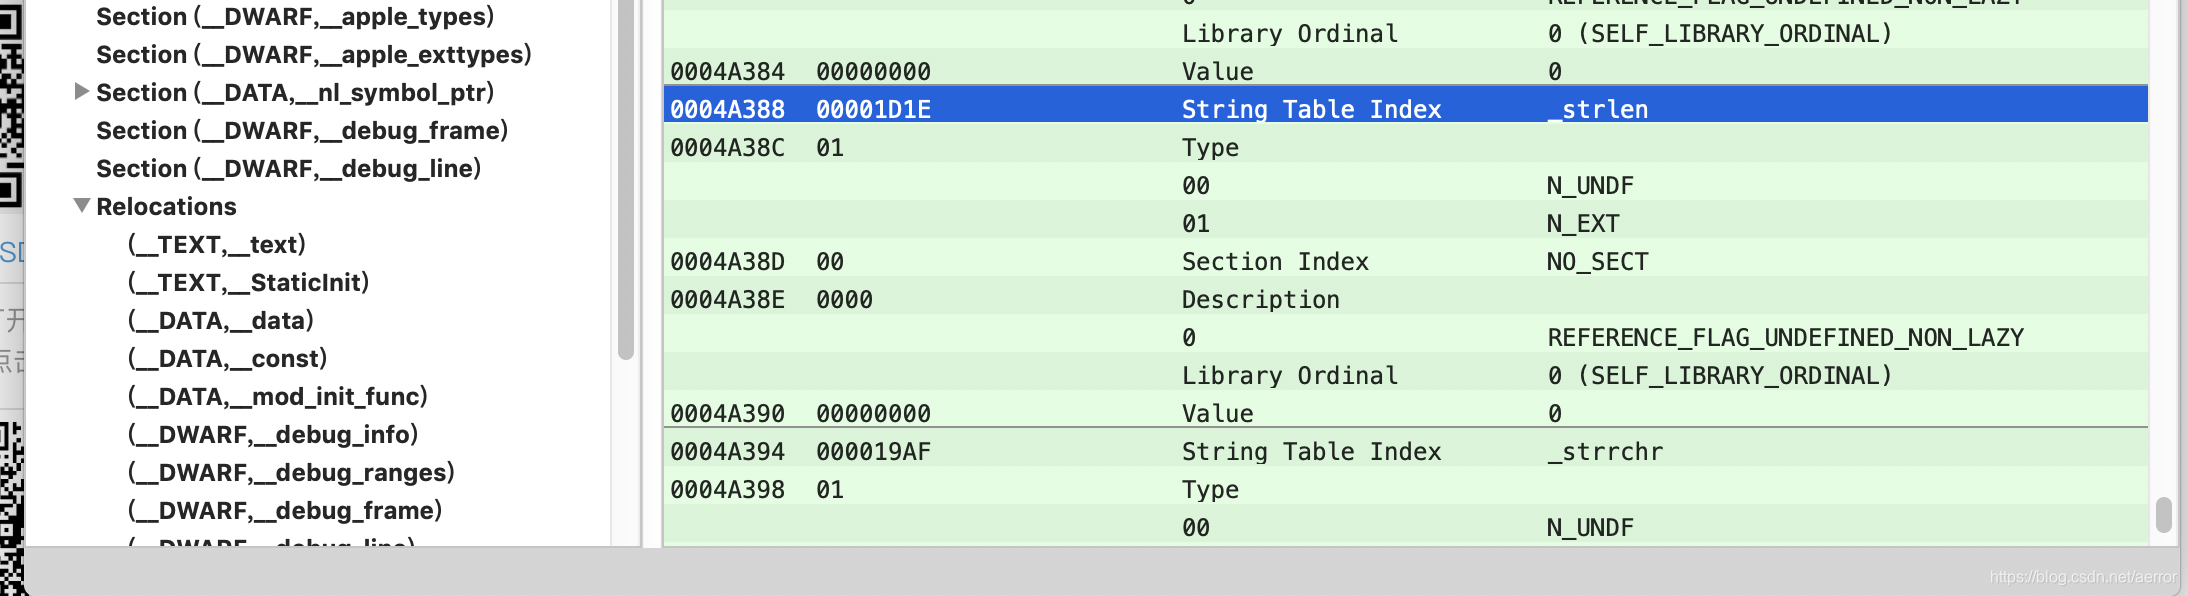 Section (__DWARF,__apple_types)
Section (__DWARF,__apple_exttypes)
Section (__DATA,__nl_symbol_ptr)
Section (__DWARF,__debug_frame)
Section (__DWARF,__debug_line)
Relocations
(__TEXT,__text)
(__TEXT,__StaticInit)
(__DATA,__data)
(__DATA,__const)
(__DATA,__mod_init_func)
(__DWARF,__debug_info)
(__DWARF,__debug_ranges)
(__DWARF,__debug_frame)
(__DWARF,__debug_line)
0 REFERENCE_FLAG_UNDEFINED_NON_LAZY
Library Ordinal 0 (SELF_LIBRARY_ORDINAL)
0004A384 00000000 Value 0
0004A388 00001D1E String Table Index _strlen
0004A38C 01 Type
00 N_UNDF
01 N_EXT
0004A38D 00 Section Index NO_SECT
0004A38E 0000 Description
0 REFERENCE_FLAG_UNDEFINED_NON_LAZY
Library Ordinal 0 (SELF_LIBRARY_ORDINAL)
0004A390 00000000 Value 0
0004A394 000019AF String Table Index _strrchr
0004A398 01 Type
00 N_UNDF
https://blog.csdn.net/aerror